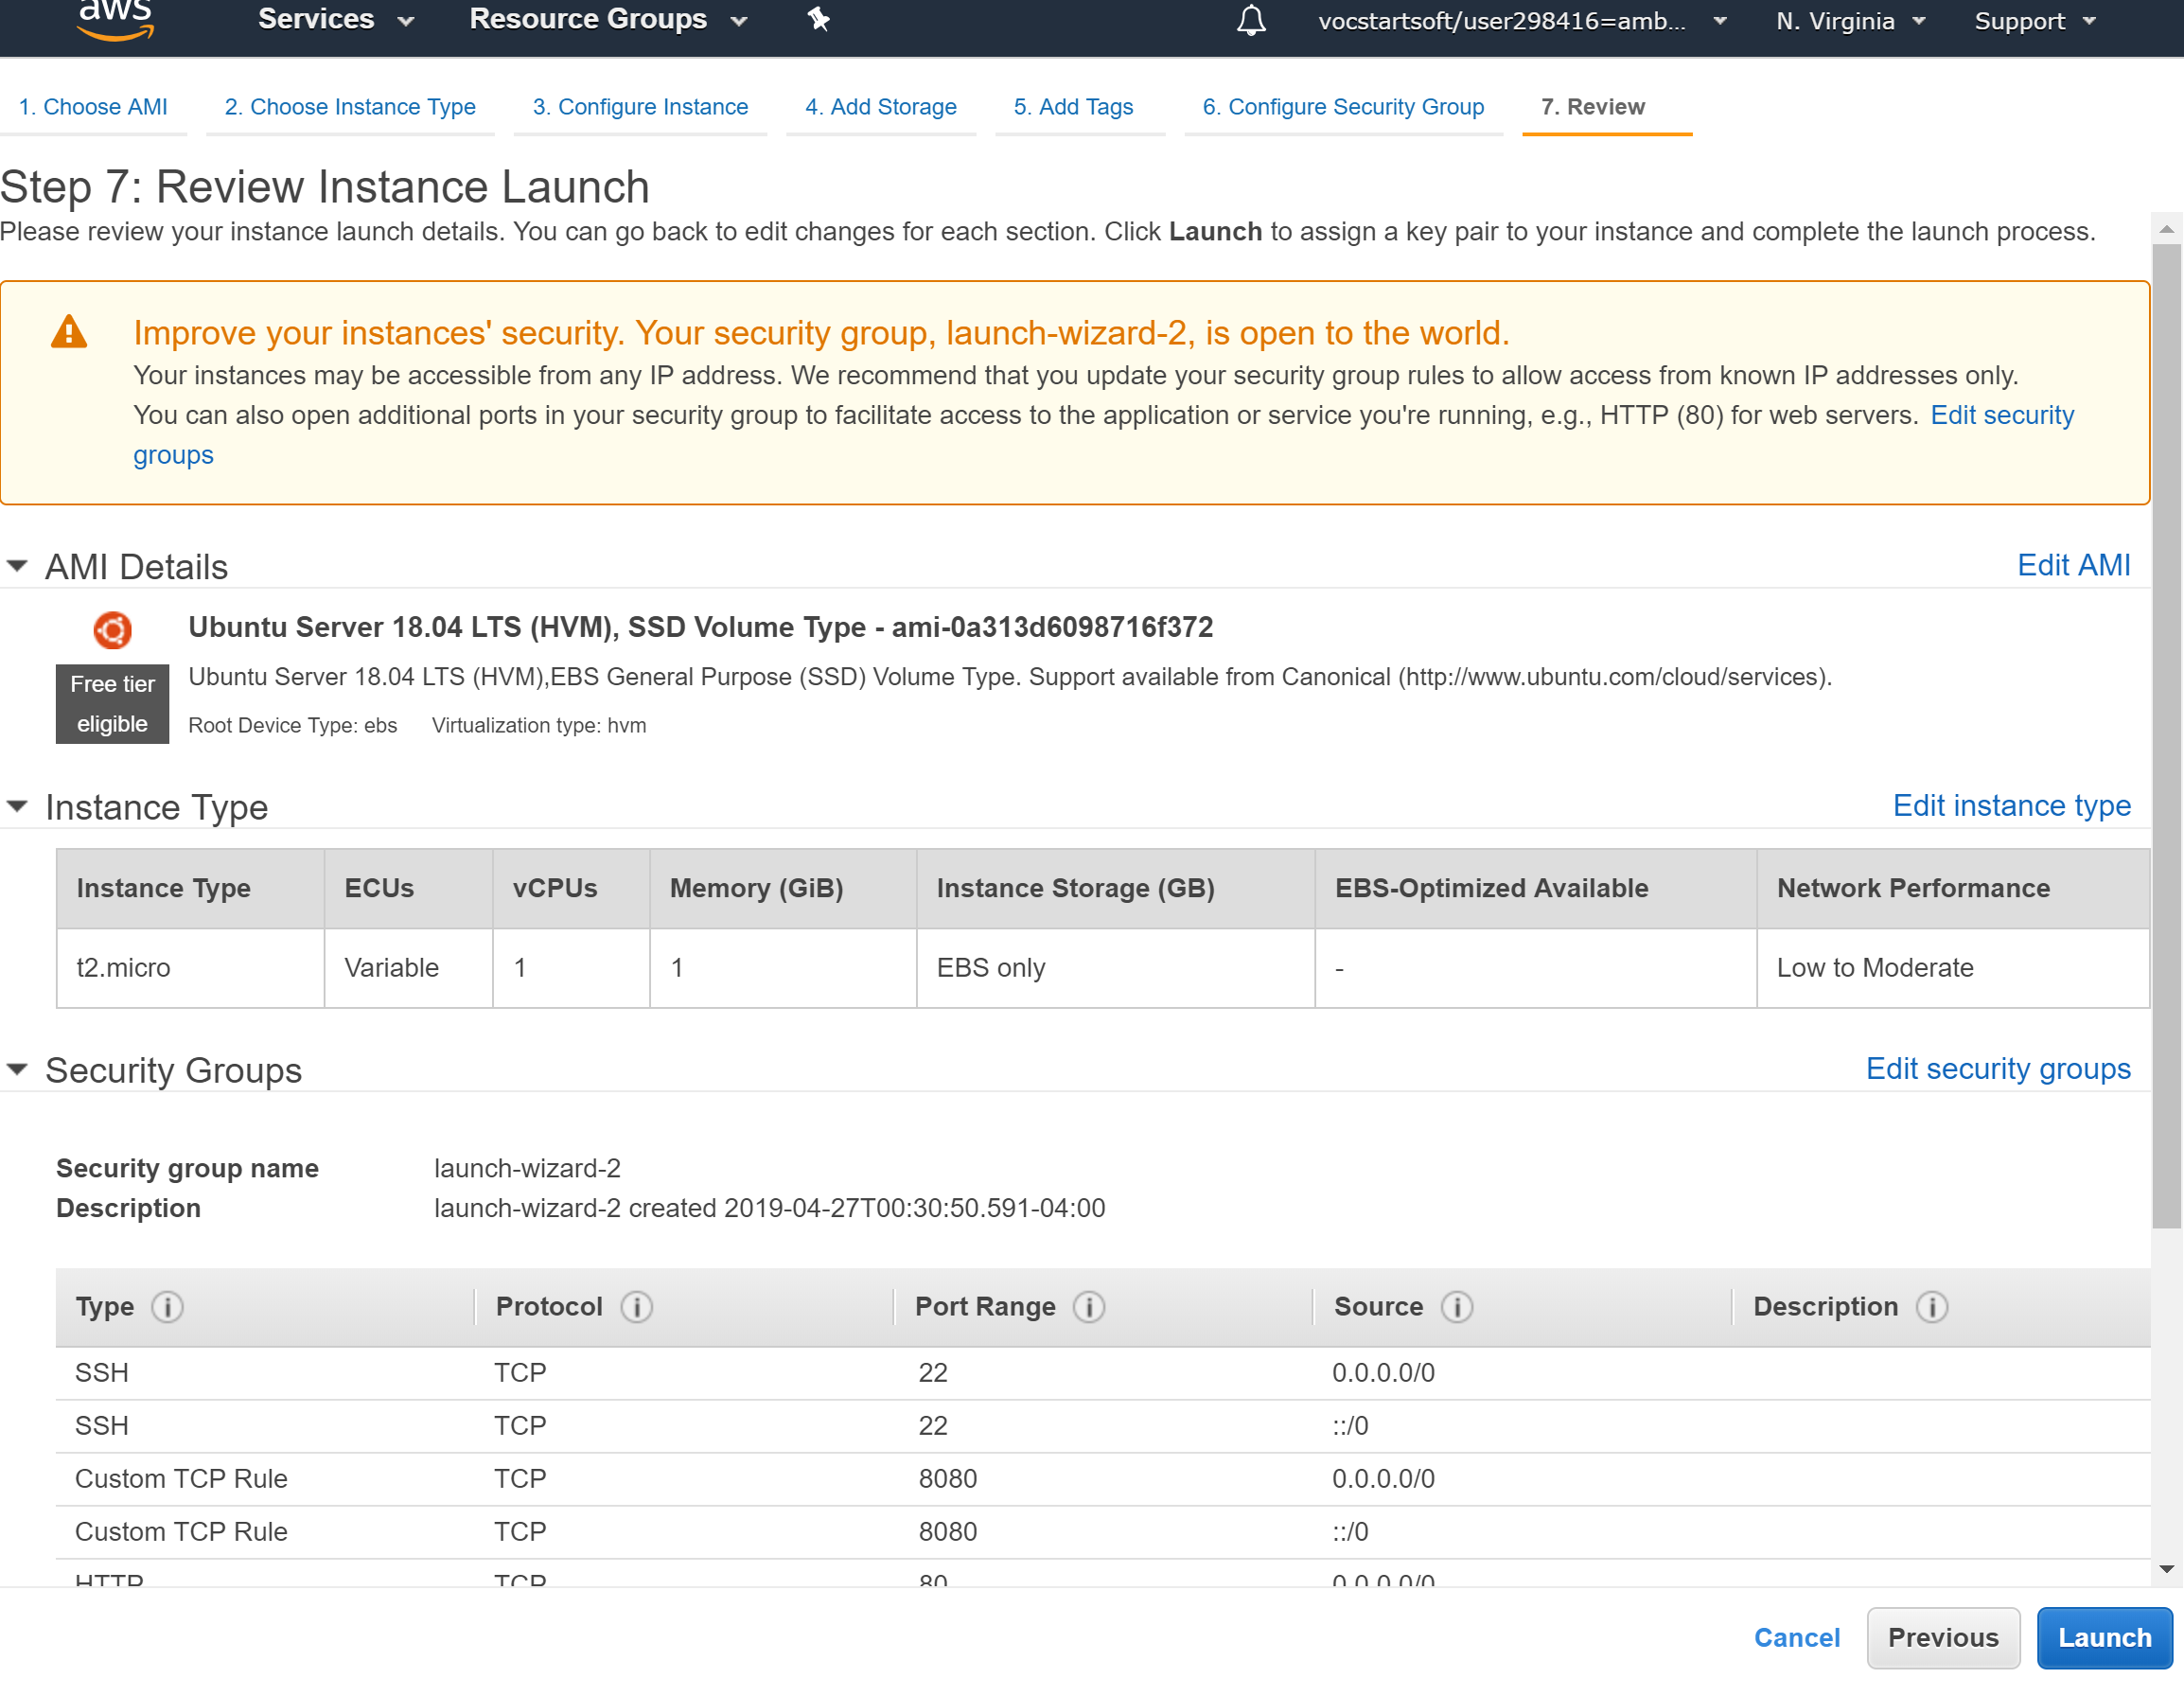 aws Services Resource Groups vocstartsoft/user298416=amb... N. Virginia Support
1. Choose AMI 2. Choose Instance Type 3. Configure Instance 4. Add Storage 5. Add Tags 6. Configure Security Group 7. Review
Step 7: Review Instance Launch
Please review your instance launch details. You can go back to edit changes for each section. Click Launch to assign a key pair to your instance and complete the launch process.
Improve your instances' security. Your security group, launch-wizard-2, is open to the world.
Your instances may be accessible from any IP address. We recommend that you update your security group rules to allow access from known IP addresses only.
You can also open additional ports in your security group to facilitate access to the application or service you're running, e.g., HTTP (80) for web servers. Edit security
groups
AMI Details Edit AMI
Ubuntu Server 18.04 LTS (HVM), SSD Volume Type - ami-0a313d6098716f372
Free tier
eligible
Ubuntu Server 18.04 LTS (HVM),EBS General Purpose (SSD) Volume Type. Support available from Canonical (http://www.ubuntu.com/cloud/services).
Root Device Type: ebs Virtualization type: hvm
Instance Type Edit instance type
Instance Type ECUs vCPUs Memory (GiB) Instance Storage (GB) EBS-Optimized Available Network Performance
t2.micro Variable 1 1 EBS only - Low to Moderate
Security Groups Edit security groups
Security group name launch-wizard-2
Description launch-wizard-2 created 2019-04-27T00:30:50.591-04:00
Type Protocol Port Range Source Description
SSH TCP 22 0.0.0.0/0
SSH TCP 22 ::/0
Custom TCP Rule TCP 8080 0.0.0.0/0
Custom TCP Rule TCP 8080 ::/0
HTTP TCP 80 0.0.0.0/0
Cancel Previous Launch